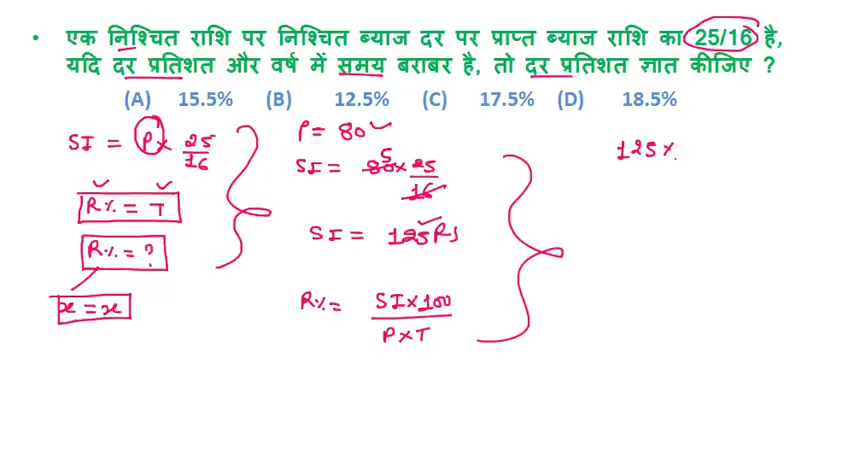 • एक निश्चित राशि पर निश्चित ब्याज दर पर प्राप्त ब्याज राशि का 25/16 है,
यदि दर प्रतिशत और वर्ष में समय बराबर है, तो दर प्रतिशत ज्ञात कीजिए ?
(A) 15.5% (B) 12.5% (C) 17.5% (D) 18.5%
SI = P × 25/16
R% = T
R% = ?
x = x
P = 80
SI = 80 × 25/16
5
SI = 125 Rs
R% = SI × 100 / P × T
125 ×